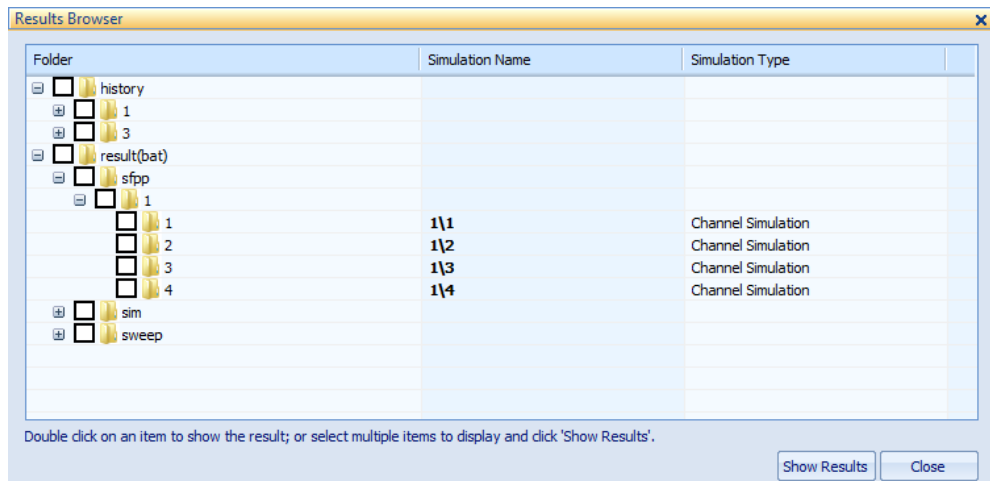 Results Browser
Folder Simulation Name Simulation Type
history
1
3
result(bat)
sfpp
1
1 1\1 Channel Simulation
2 1\2 Channel Simulation
3 1\3 Channel Simulation
4 1\4 Channel Simulation
sim
sweep
Double click on an item to show the result; or select multiple items to display and click 'Show Results'.
Show Results Close